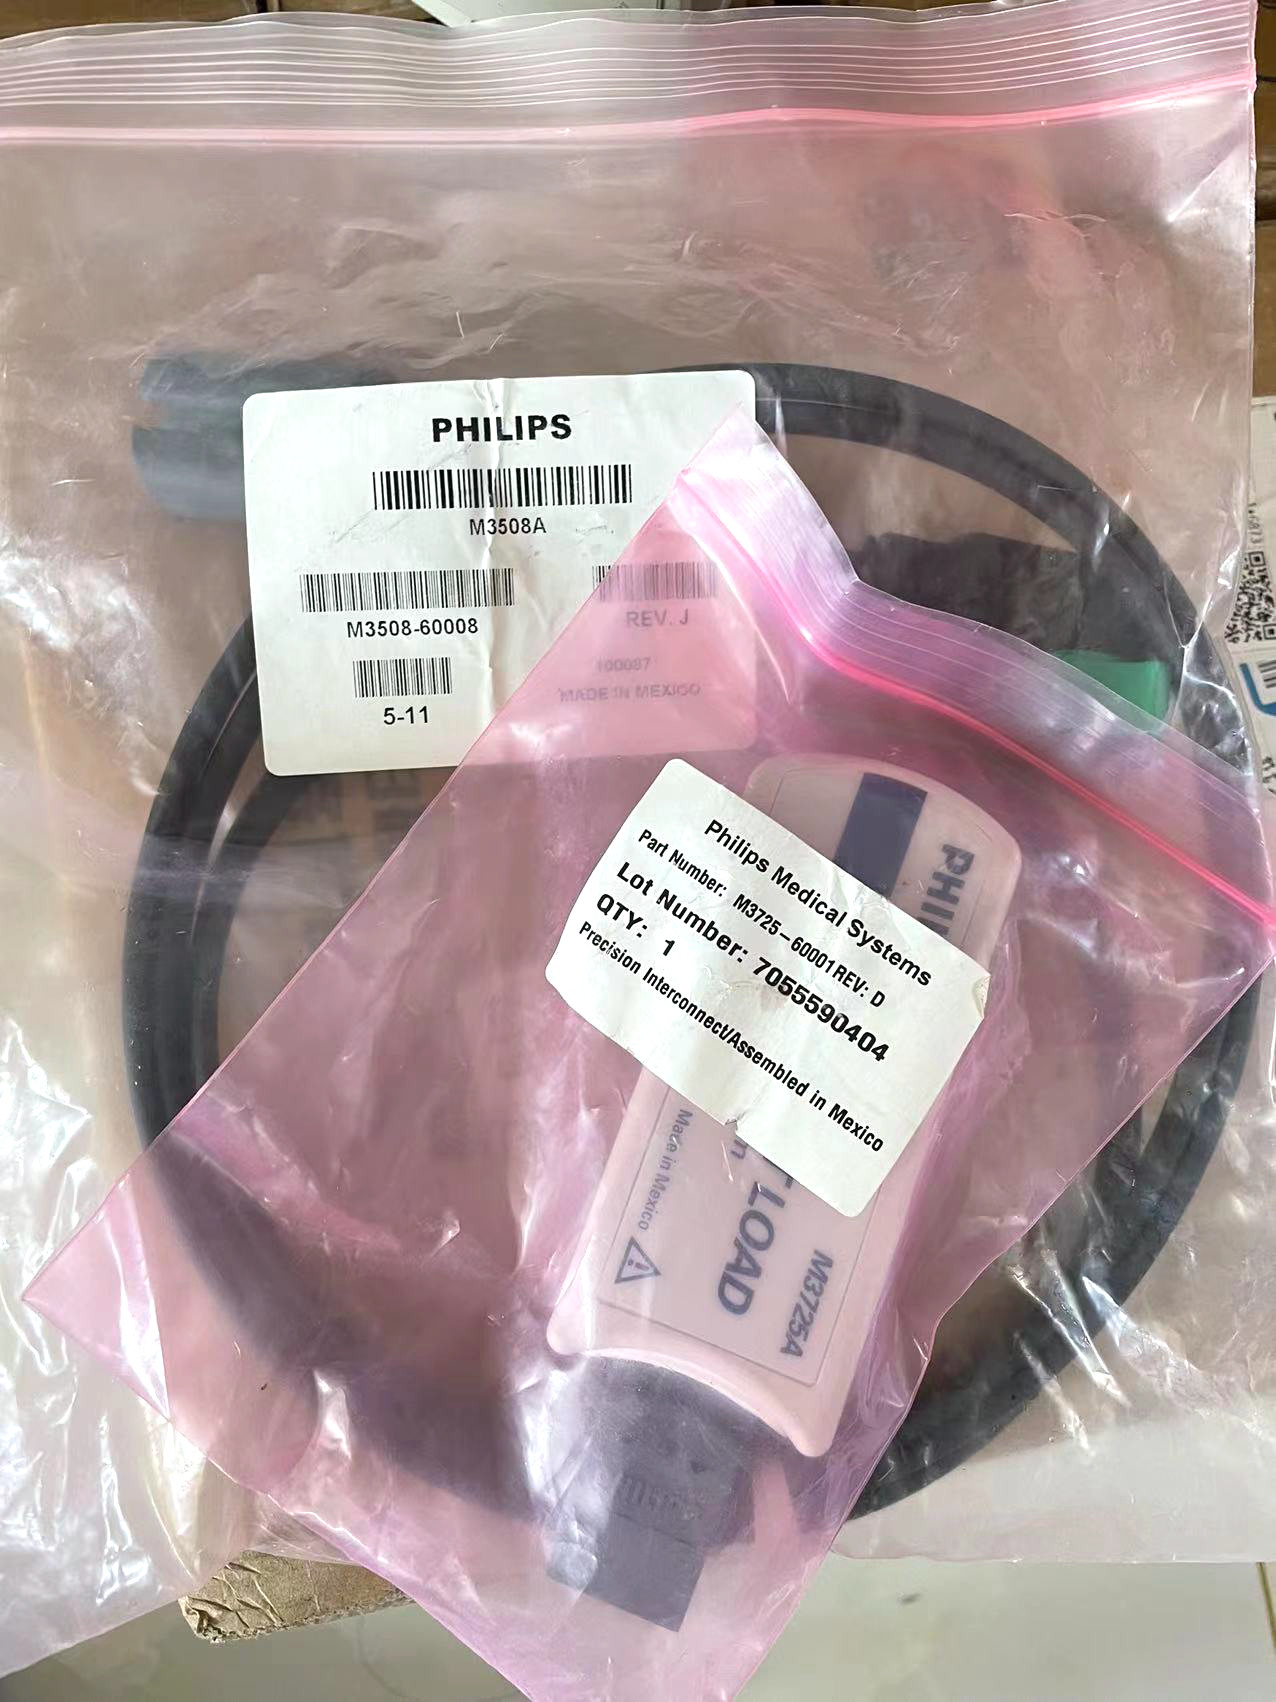 PHILIPS
M3508A
M3508-60008
REV. J
100087
MADE IN MEXICO
5-11
Philips Medical Systems
Part Number: M3725-60001 REV: D
Lot Number: 7055590404
QTY: 1
Precision Interconnect/Assembled in Mexico
LOAD
M3725A
Made in Mexico